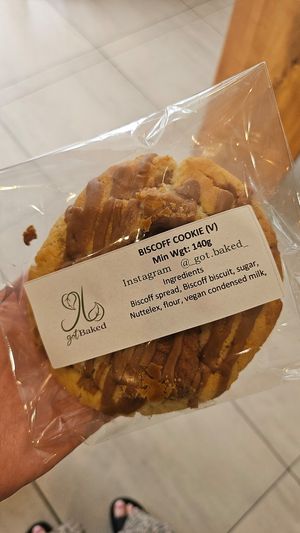 BISCOFF COOKIE (V)
Min Wgt: 140g
Instagram @_got.baked_
Ingredients
Biscoff spread, Biscoff biscuit, sugar,
Nuttelex, flour, vegan condensed milk,
got Baked